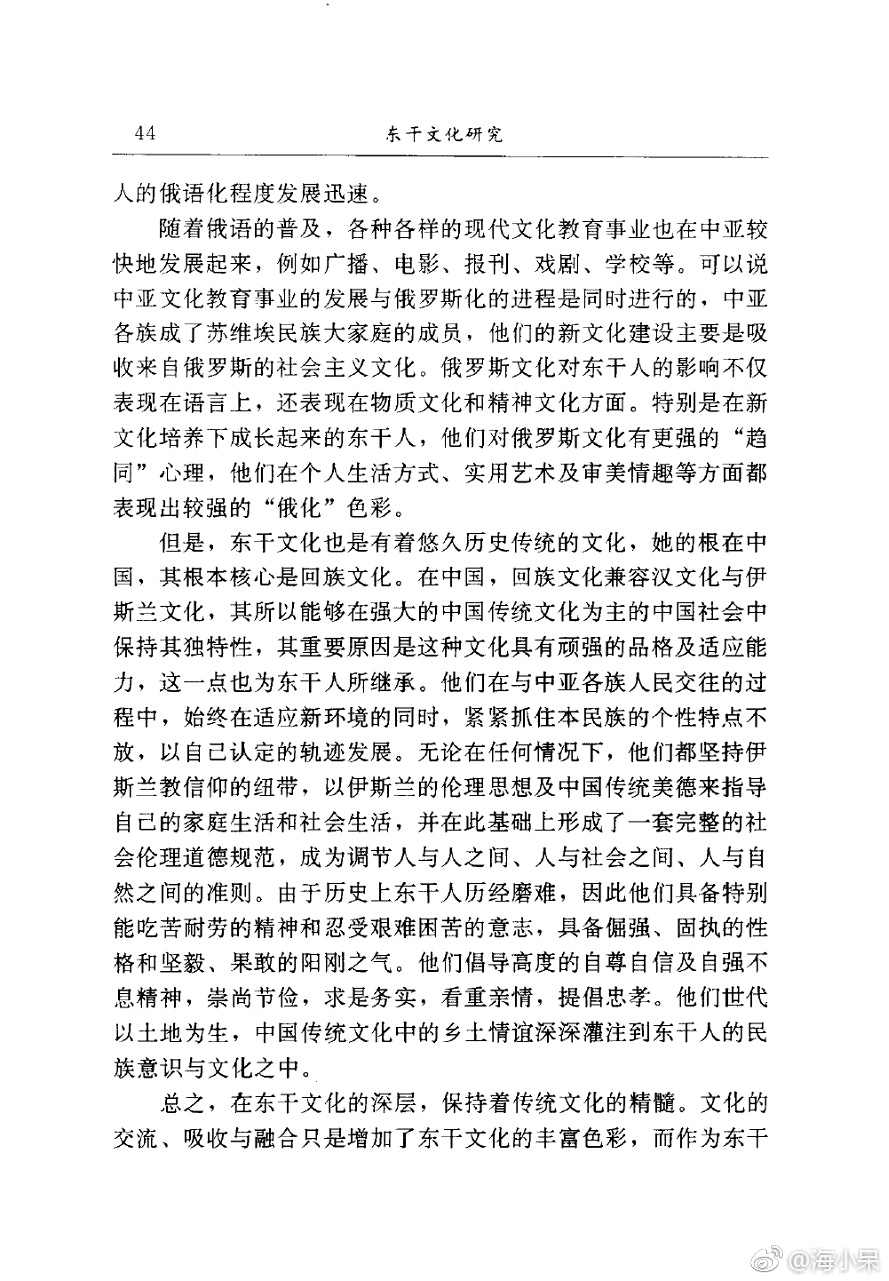 44 东干文化研究
人的俄语化程度发展迅速。
随着俄语的普及，各种各样的现代文化教育事业也在中亚较
快地发展起来，例如广播、电影、报刊、戏剧、学校等。可以说
中亚文化教育事业的发展与俄罗斯化的进程是同时进行的，中亚
各族成了苏维埃民族大家庭的成员，他们的新文化建设主要是吸
收来自俄罗斯的社会主义文化。俄罗斯文化对东干人的影响不仅
表现在语言上，还表现在物质文化和精神文化方面。特别是在新
文化培养下成长起来的东干人，他们对俄罗斯文化有更强的“趋
同”心理，他们在个人生活方式、实用艺术及审美情趣等方面都
表现出较强的“俄化”色彩。
但是，东干文化也是有着悠久历史传统的文化，她的根在中
国，其根本核心是回族文化。在中国，回族文化兼容汉文化与伊
斯兰文化，其所以能够在强大的中国传统文化为主的中国社会中
保持其独特性，其重要原因是这种文化具有顽强的品格及适应能
力，这一点也为东干人所继承。他们在与中亚各族人民交往的过
程中，始终在适应新环境的同时，紧紧抓住本民族的个性特点不
放，以自己认定的轨迹发展。无论在任何情况下，他们都坚持伊
斯兰教信仰的纽带，以伊斯兰的伦理思想及中国传统美德来指导
自己的家庭生活和社会生活，并在此基础上形成了一套完整的社
会伦理道德规范，成为调节人与人之间、人与社会之间、人与自
然之间的准则。由于历史上东干人历经磨难，因此他们具备特别
能吃苦耐劳的精神和忍受艰难困苦的意志，具备倔强、固执的性
格和坚毅、果敢的阳刚之气。他们倡导高度的自尊自信及自强不
息精神，崇尚节俭，求是务实，看重亲情，提倡忠孝。他们世代
以土地为生，中国传统文化中的乡土情谊深深灌注到东干人的民
族意识与文化之中。
总之，在东干文化的深层，保持着传统文化的精髓。文化的
交流、吸收与融合只是增加了东干文化的丰富色彩，而作为东干
@海小呆